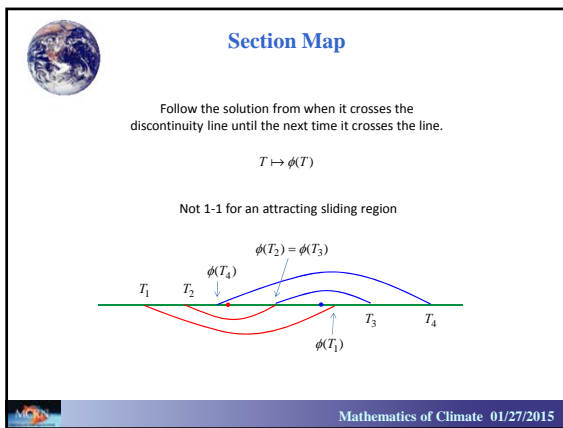 Section Map
Follow the solution from when it crosses the
discontinuity line until the next time it crosses the line.
T ↦ ϕ(T)
Not 1-1 for an attracting sliding region
ϕ(T₂) = ϕ(T₃)
ϕ(T₄)
T₁ T₂
T₃ T₄
ϕ(T₁)
MCRN
Mathematics of Climate 01/27/2015